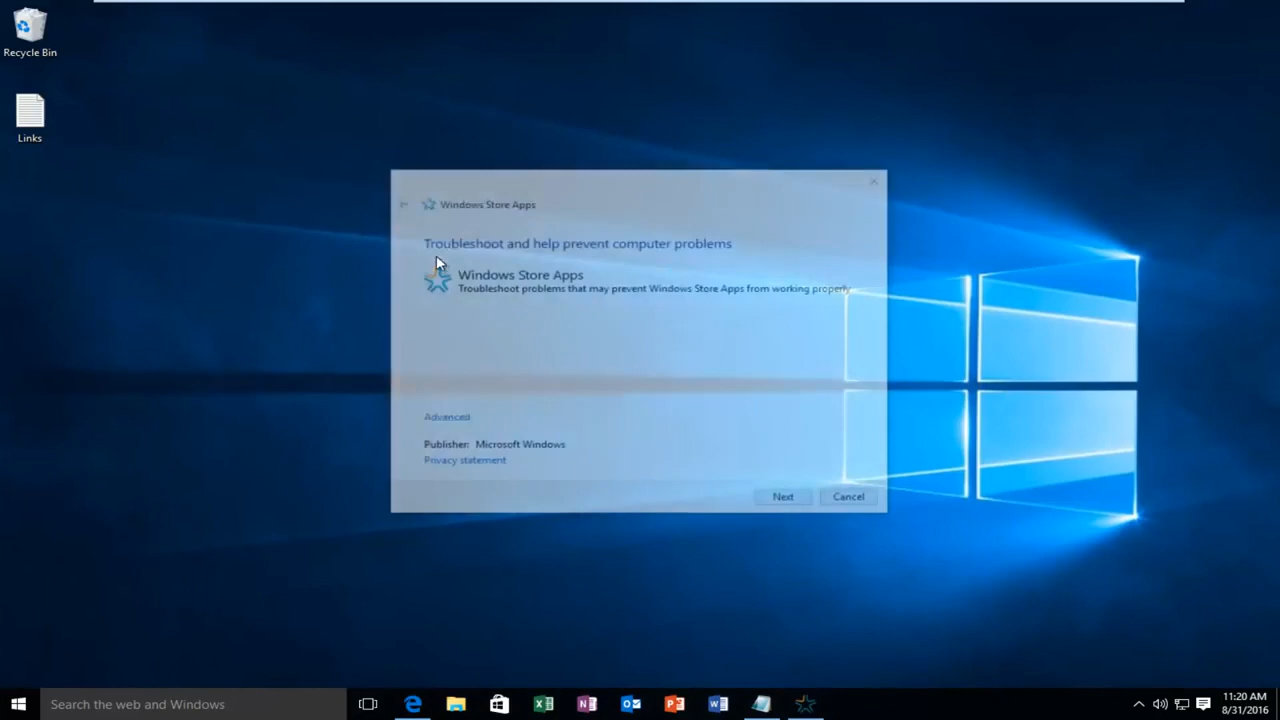 Recycle Bin
Links
Windows Store Apps
Troubleshoot and help prevent computer problems
Windows Store Apps
Troubleshoot problems that may prevent Windows Store Apps from working properly
Advanced
Publisher: Microsoft Windows
Privacy statement
Next
Cancel
Search the web and Windows
11:20 AM
8/31/2016